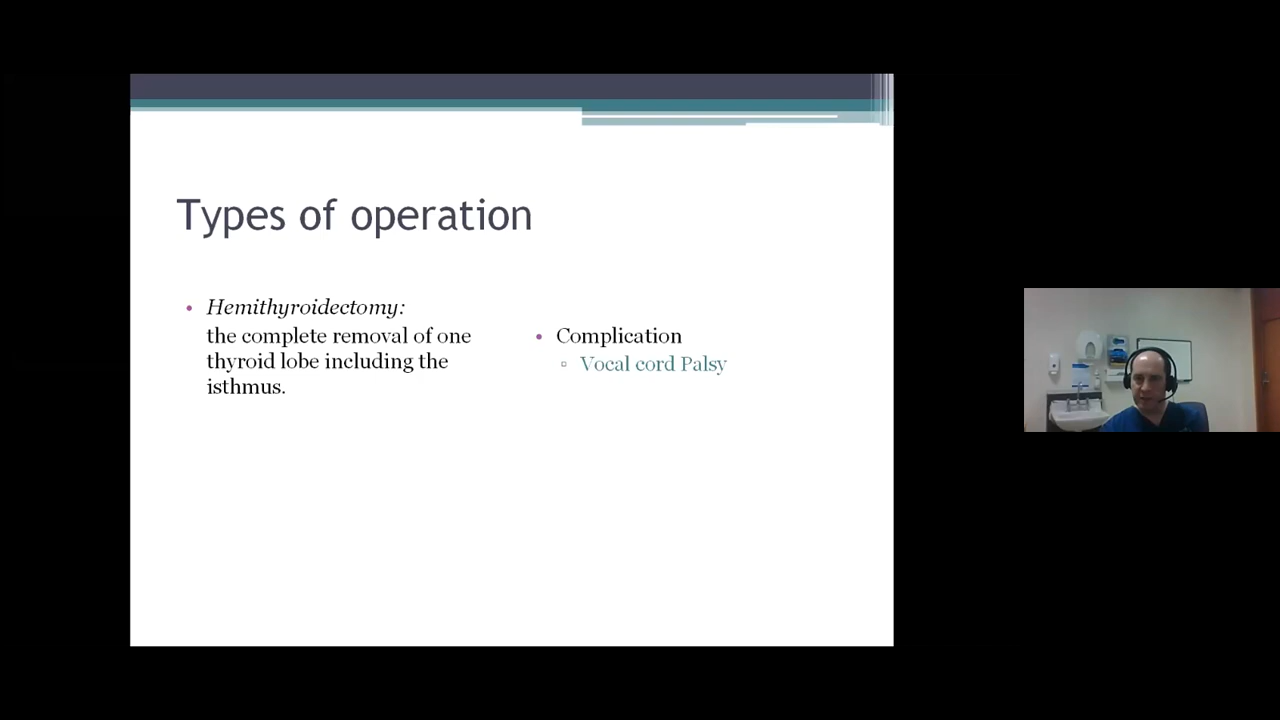 Types of operation
• Hemithyroidectomy:
the complete removal of one
thyroid lobe including the
isthmus.
• Complication
▫ Vocal cord Palsy